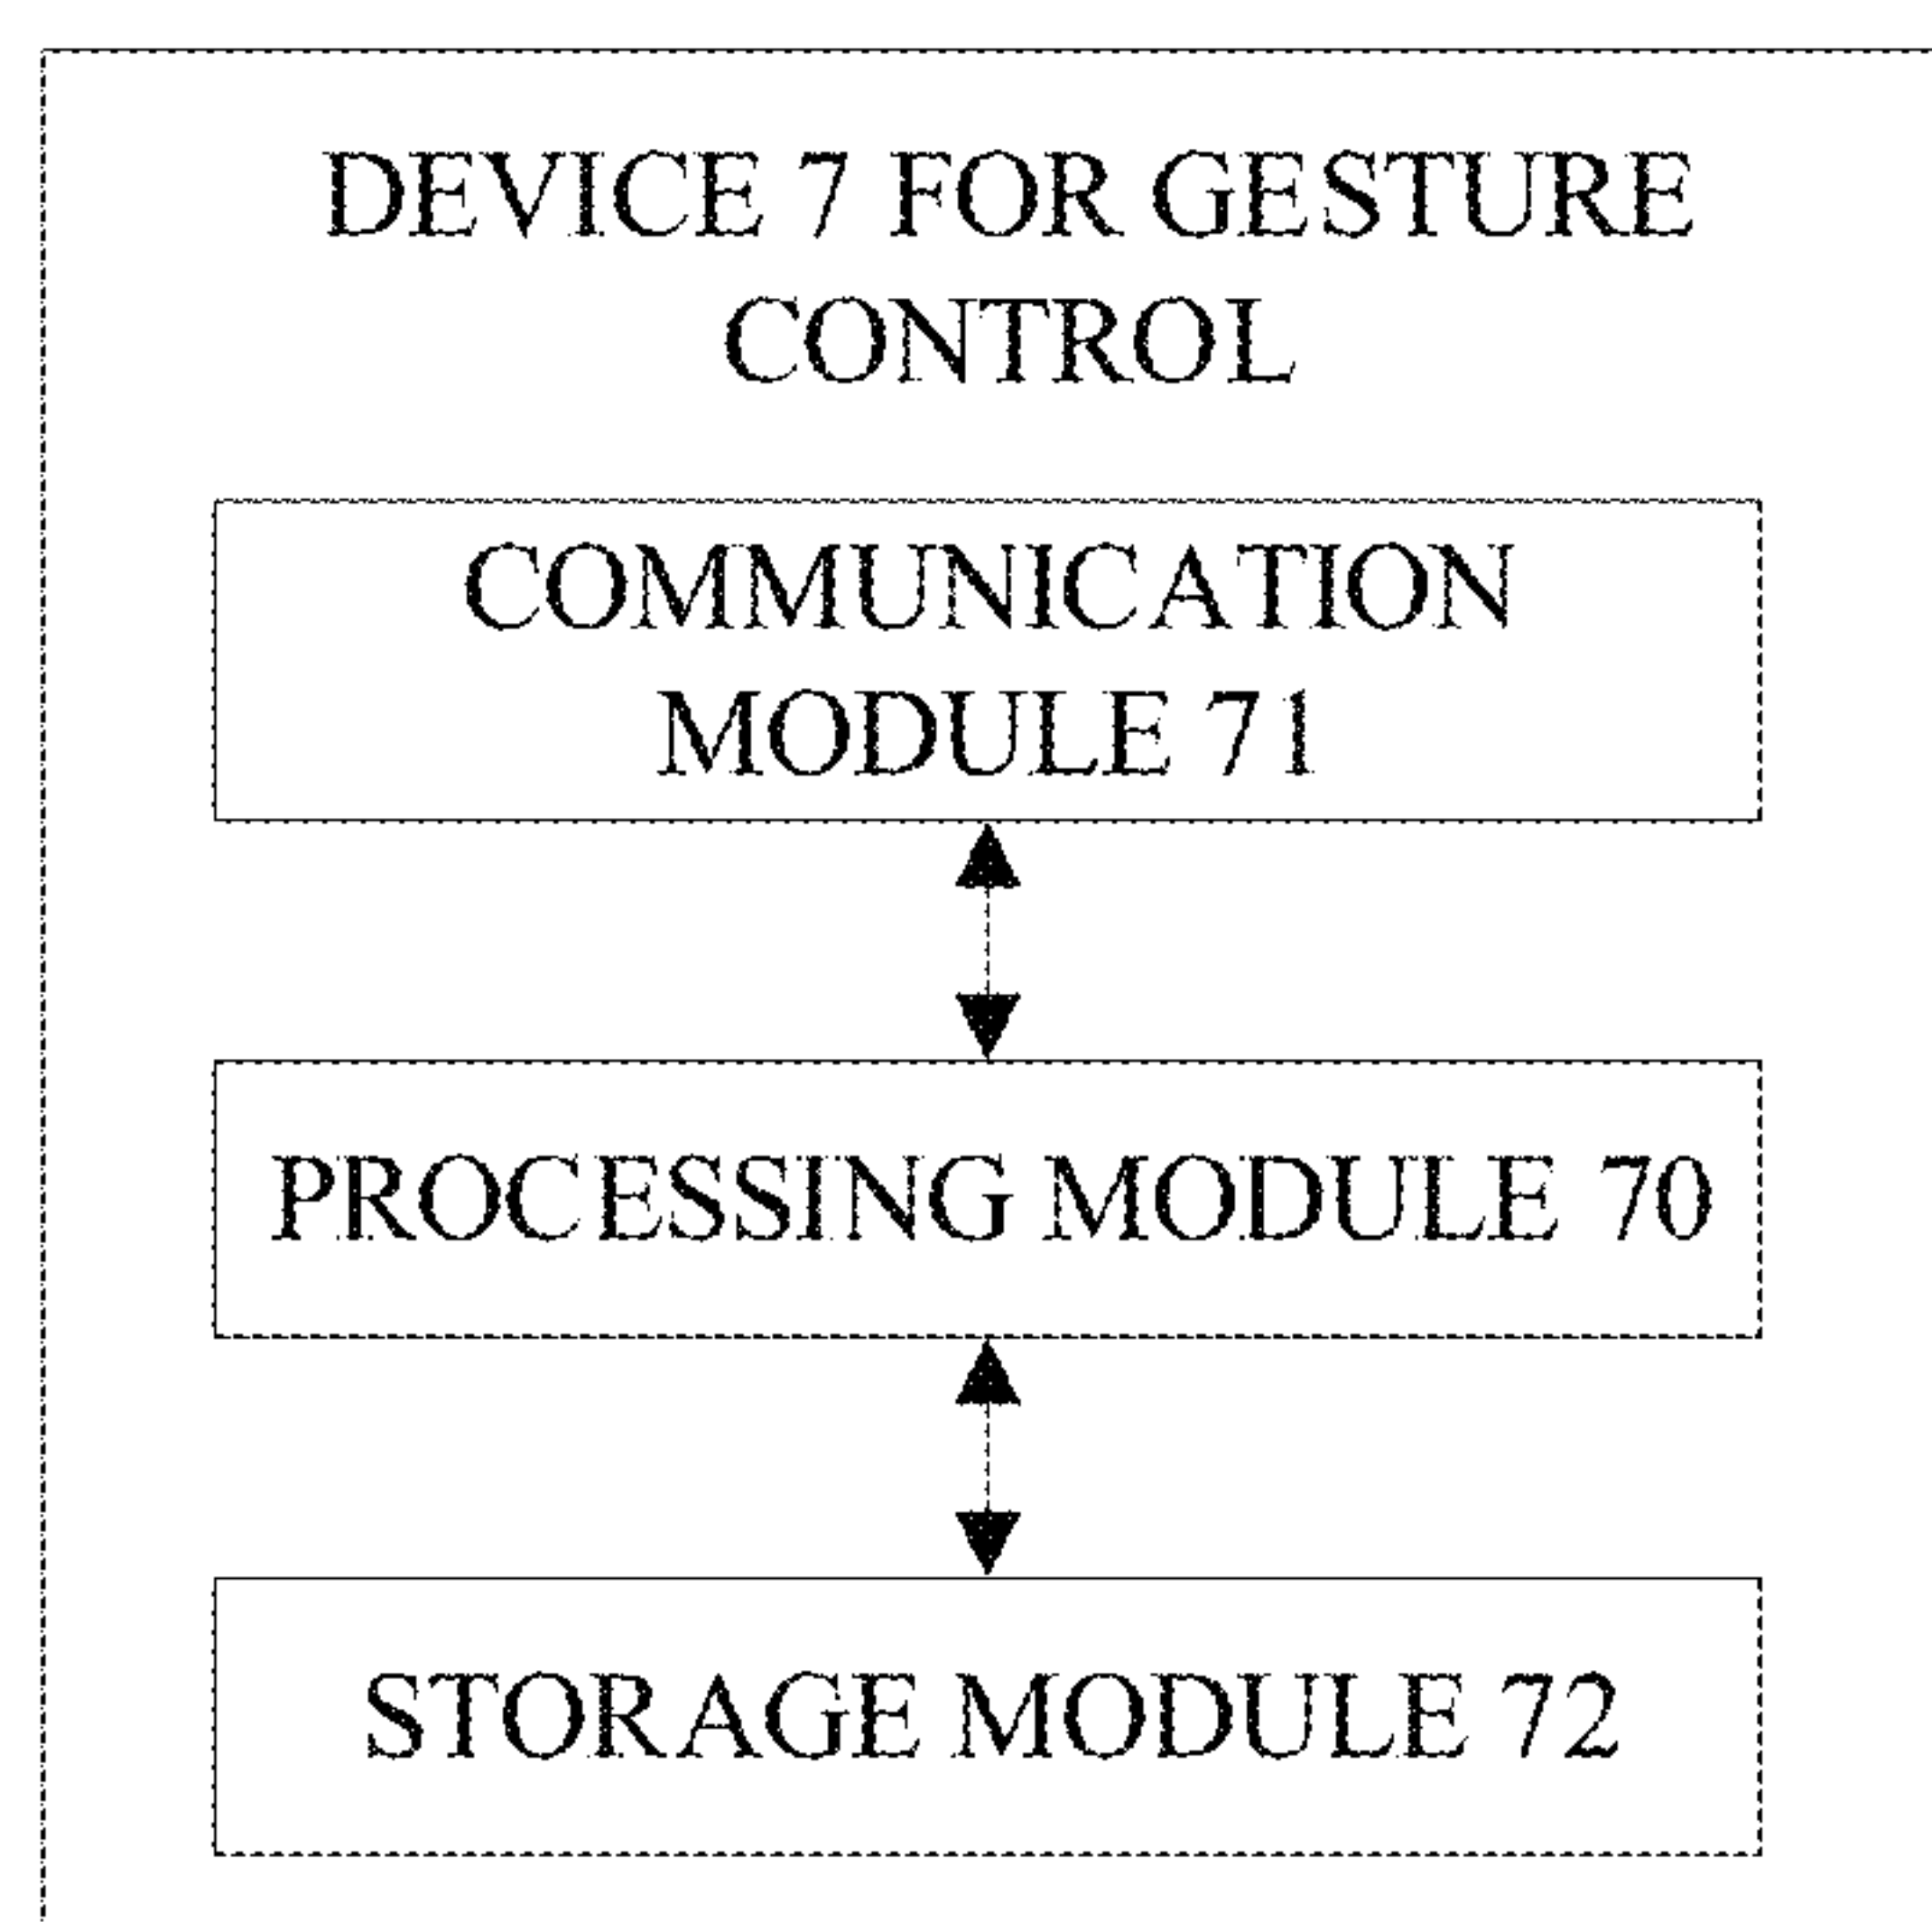 DEVICE 7 FOR GESTURE
CONTROL
COMMUNICATION
MODULE 71
PROCESSING MODULE 70
STORAGE MODULE 72